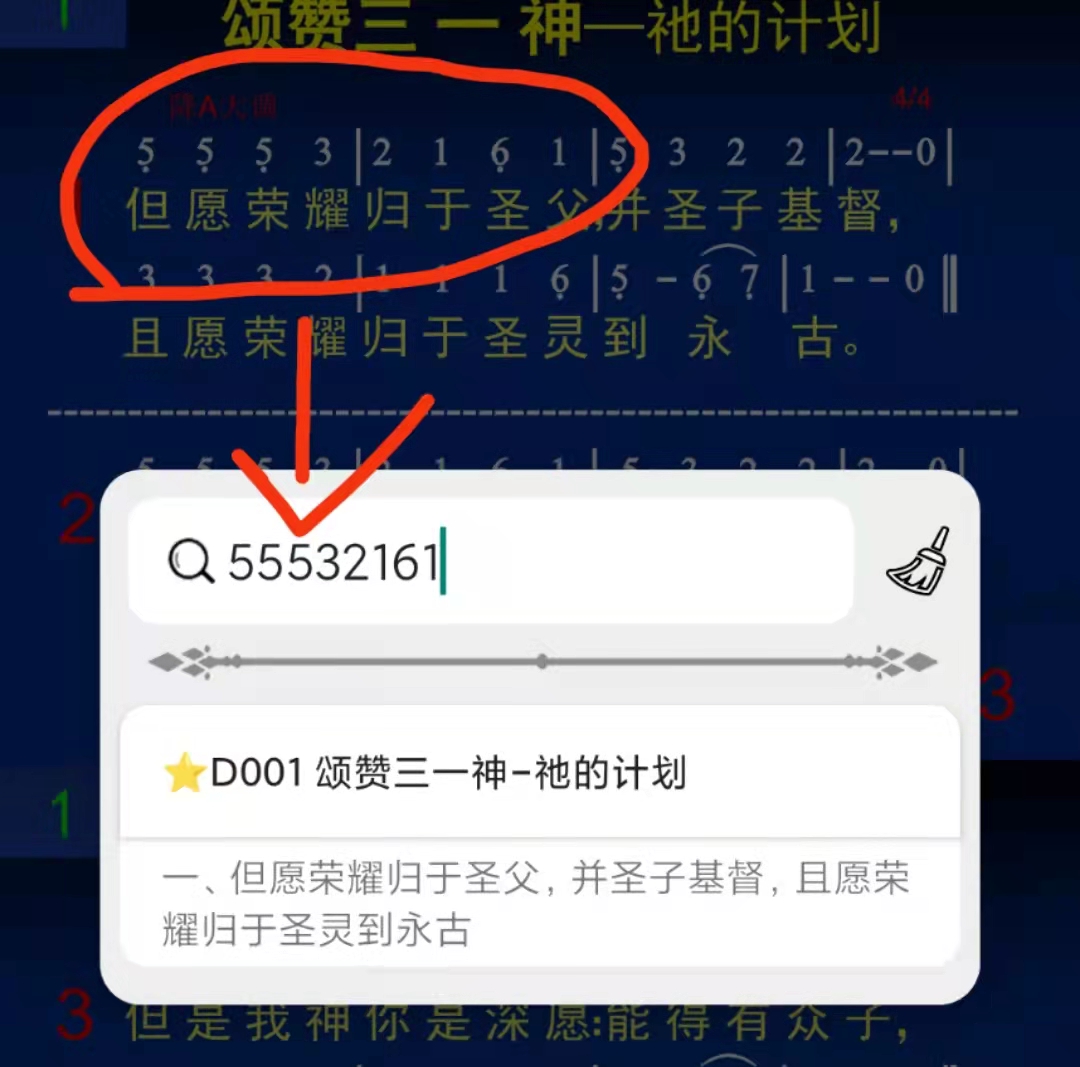 1
颂赞三一神—祂的计划
降A大调 4/4
5 5 5 3 | 2 1 6 1 | 5 3 2 2 | 2--0 |
但愿荣耀归于圣父,并圣子基督,
3 3 3 2 | 1 1 1 6 | 5 - 6 7 | 1 - - 0 ‖
且愿荣耀归于圣灵到 永 古。
2
55532161
3
⭐D001 颂赞三一神-祂的计划
1
一、但愿荣耀归于圣父, 并圣子基督, 且愿荣
耀归于圣灵到永古
3 但是我神你是深愿:能得有众子,